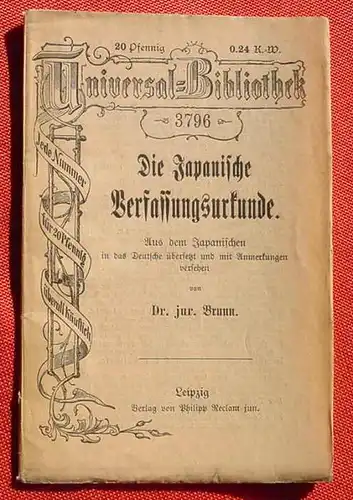 20 Pfennig 0.24 K.-W.
Universal-Bibliothek
3796
Jede Nummer
für 20 Pfennig
überall käuflich
Die Japanische
Verfassungsurkunde.
Aus dem Japanischen
in das Deutsche übersetzt und mit Anmerkungen
versehen
von
Dr. jur. Brunn.
Leipzig
Verlag von Philipp Reclam jun.